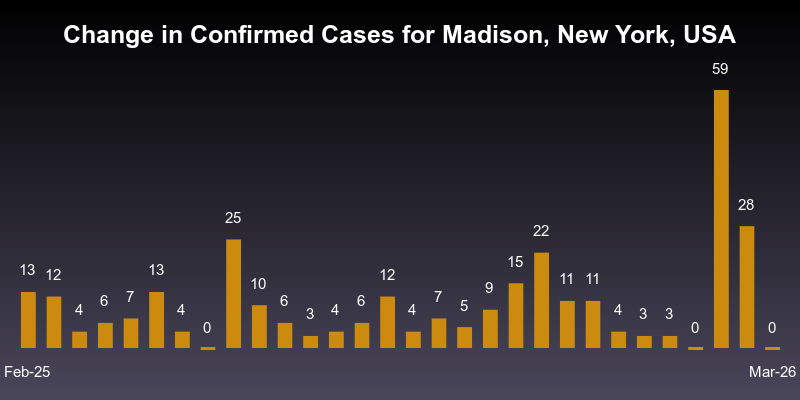 Change in Confirmed Cases for Madison, New York, USA
13 12 4 6 7 13 4 0 25 10 6 3 4 6 12 4 7 5 9 15 22 11 11 4 3 3 0 59 28 0
Feb-25 Mar-26